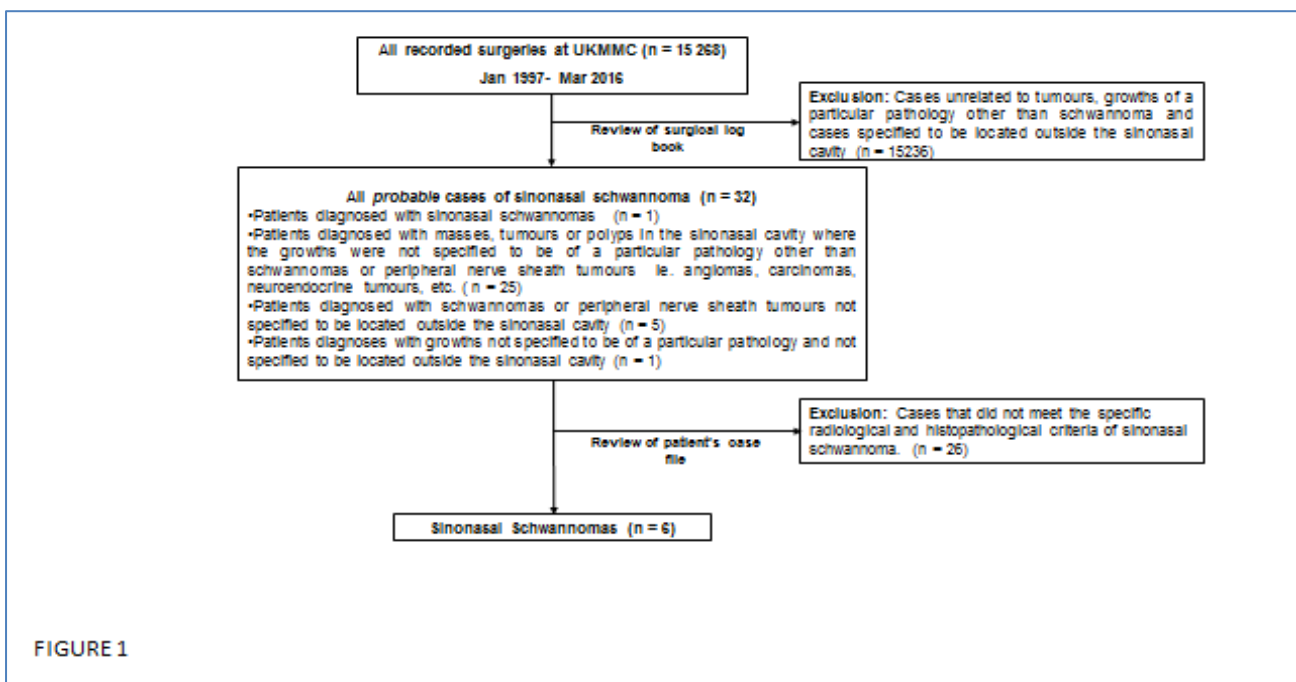 All recorded surgeries at UKMMC (n = 15 268)
Jan 1997- Mar 2016
Exclusion: Cases unrelated to tumours, growths of a
particular pathology other than schwannoma and
cases specified to be located outside the sinonasal
cavity (n = 15236)
Review of surgical log
book
All probable cases of sinonasal schwannoma (n = 32)
•Patients diagnosed with sinonasal schwannomas (n = 1)
•Patients diagnosed with masses, tumours or polyps in the sinonasal cavity where
the growths were not specified to be of a particular pathology other than
schwannomas or peripheral nerve sheath tumours ie. angiomas, carcinomas,
neuroendocrine tumours, etc. ( n = 25)
•Patients diagnosed with schwannomas or peripheral nerve sheath tumours not
specified to be located outside the sinonasal cavity (n = 5)
•Patients diagnoses with growths not specified to be of a particular pathology and not
specified to be located outside the sinonasal cavity (n = 1)
Exclusion: Cases that did not meet the specific
radiological and histopathological criteria of sinonasal
schwannoma. (n = 26)
Review of patient's case
file
Sinonasal Schwannomas (n = 6)
FIGURE 1